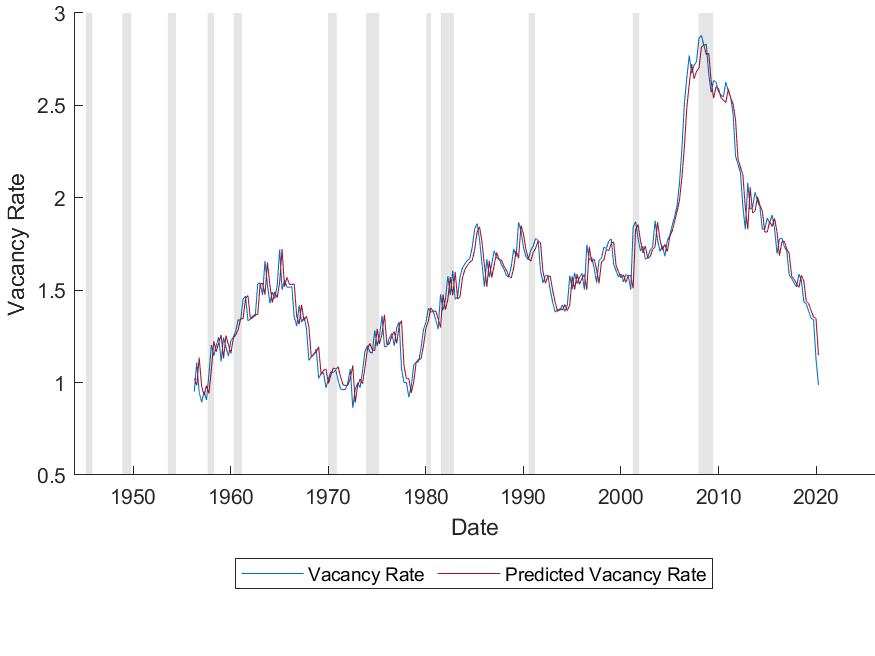 3
2.5
2
1.5
1
0.5
Vacancy Rate
1950 1960 1970 1980 1990 2000 2010 2020
Date
Vacancy Rate Predicted Vacancy Rate